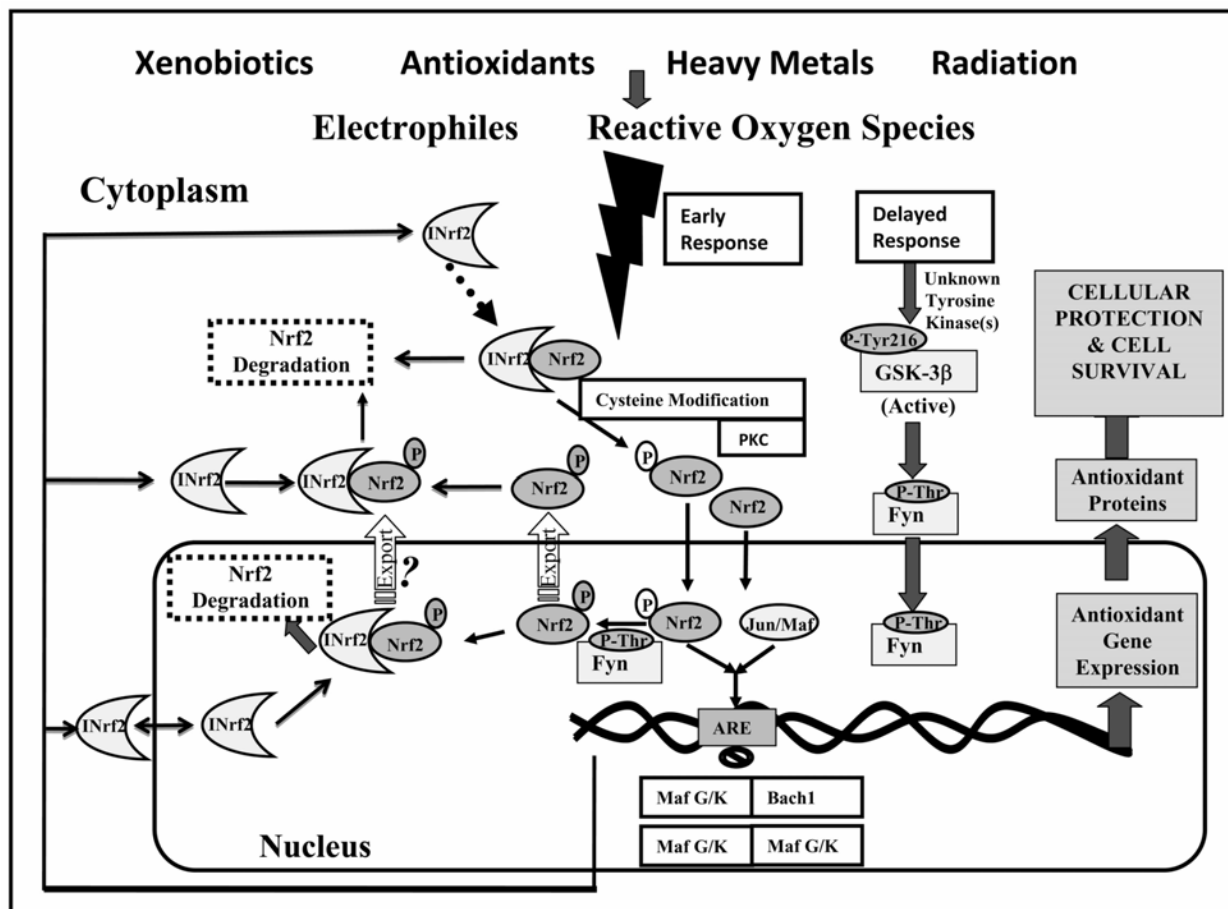 Xenobiotics Antioxidants Heavy Metals Radiation
Electrophiles Reactive Oxygen Species
Cytoplasm
INrf2
Early
Response
Delayed
Response
Unknown
Tyrosine
Kinase(s)
CELLULAR
PROTECTION
& CELL
SURVIVAL
Nrf2
Degradation
INrf2
Nrf2
P-Tyr216
GSK-3β
(Active)
Cysteine Modification
PKC
INrf2
INrf2
Nrf2
P
Nrf2
P
P
Nrf2
Nrf2
P-Thr
Fyn
Antioxidant
Proteins
Export
?
Export
Nrf2
Degradation
INrf2
Nrf2
P
Nrf2
P
P-Thr
Fyn
P
Nrf2
Jun/Maf
P-Thr
Fyn
Antioxidant
Gene
Expression
INrf2
INrf2
ARE
Maf G/K Bach1
Maf G/K Maf G/K
Nucleus